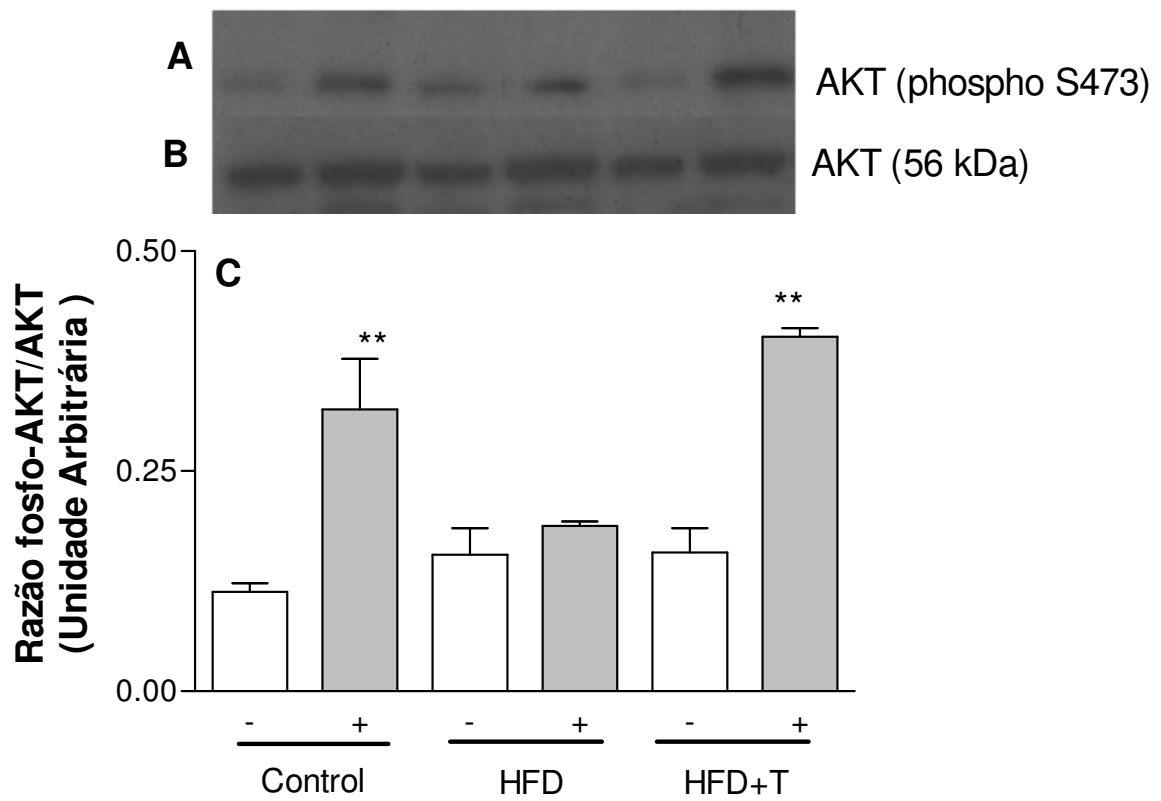 A
AKT (phospho S473)
B
AKT (56 kDa)
C
Razão fosfo-AKT/AKT
(Unidade Arbitrária )
0.50
0.25
0.00
**
**
- + - + - +
Control HFD HFD+T